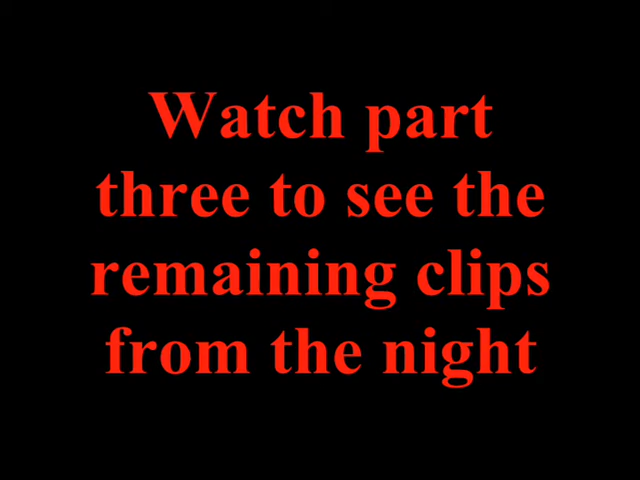 Watch part
three to see the
remaining clips
from the night